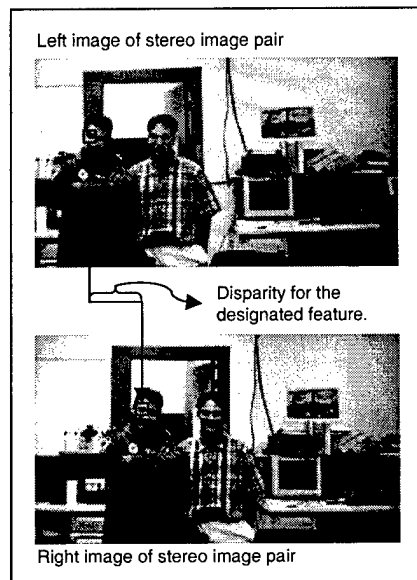 Left image of stereo image pair
Disparity for the
designated feature.
Right image of stereo image pair